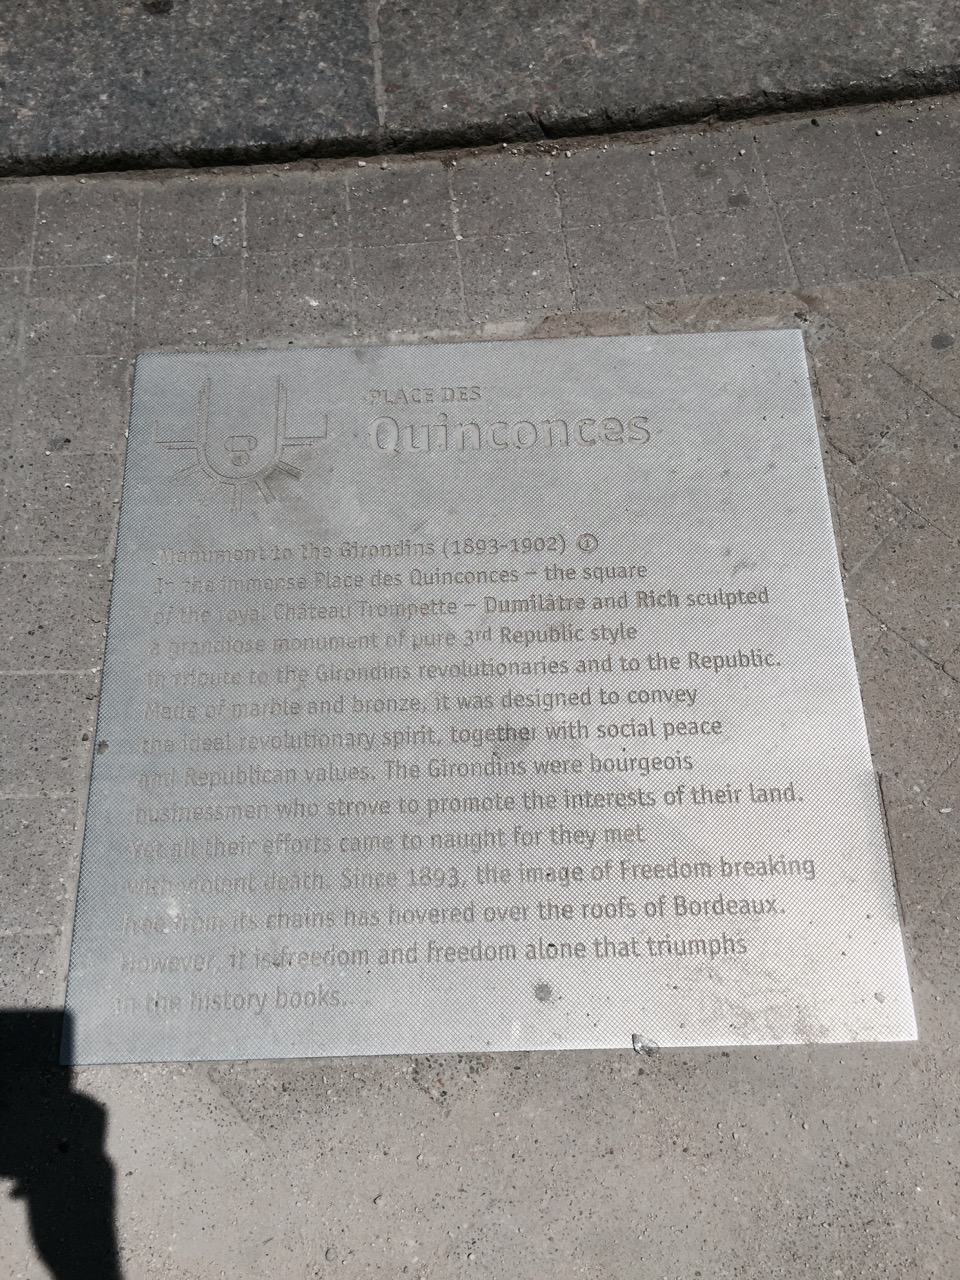 PLACE DES
Quinconces
Monument to the Girondins (1893-1902) ①
In the immense Place des Quinconces – the square
of the royal Château Trompette – Dumilâtre and Rich sculpted
a grandiose monument of pure 3rd Republic style
in tribute to the Girondins revolutionaries and to the Republic.
Made of marble and bronze, it was designed to convey
the ideal revolutionary spirit, together with social peace
and Republican values. The Girondins were bourgeois
businessmen who strove to promote the interests of their land.
Yet all their efforts came to naught for they met
with violent death. Since 1893, the image of Freedom breaking
free from its chains has hovered over the roofs of Bordeaux.
However, it is freedom and freedom alone that triumphs
in the history books.